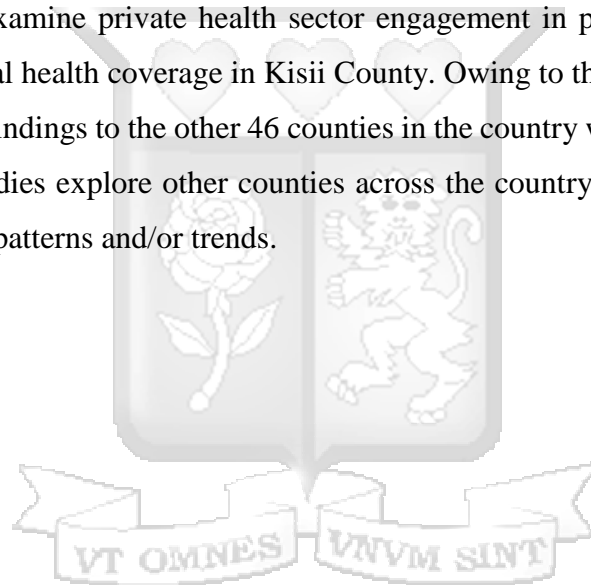 xamine private health sector engagement in p
al health coverage in Kisii County. Owing to th
indings to the other 46 counties in the country
dies explore other counties across the country
patterns and/or trends.
VT OMNES VNVM SINT